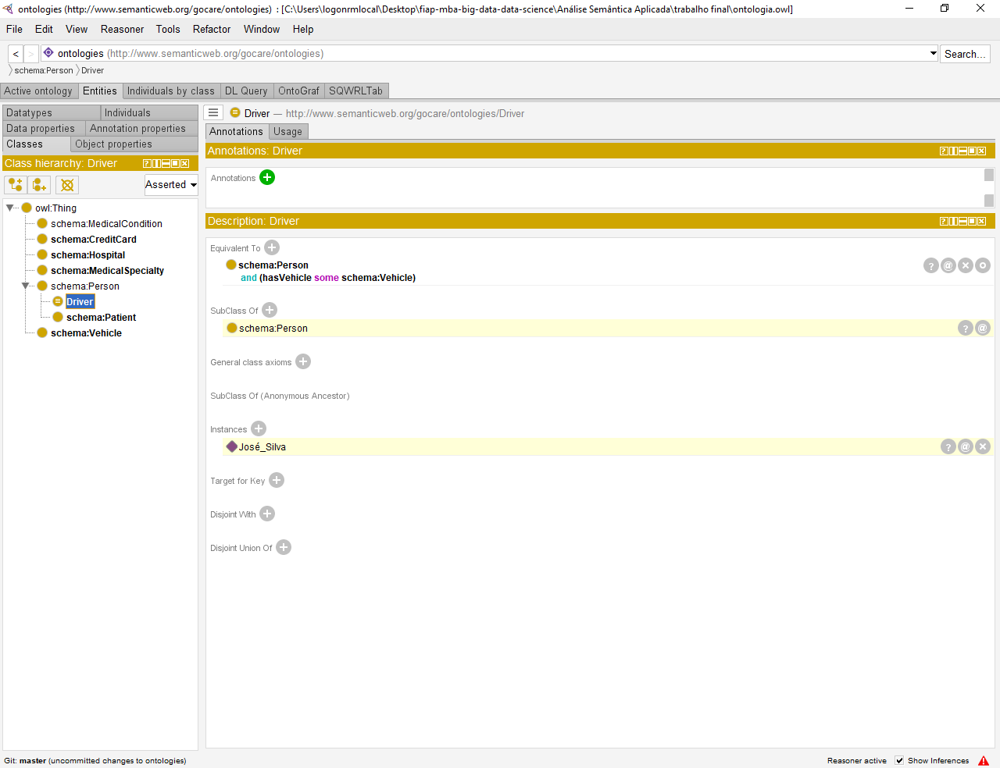 ontologies (http://www.semanticweb.org/gocare/ontologies) : [C:\Users\logonrmlocal\Desktop\fiap-mba-big-data-data-science\Análise Semântica Aplicada\trabalho final\ontologia.owl]
File Edit View Reasoner Tools Refactor Window Help
< > ontologies (http://www.semanticweb.org/gocare/ontologies) Search...
schema:Person Driver
Active ontology Entities Individuals by class DL Query OntoGraf SQWRLTab
Datatypes Individuals
Data properties Annotation properties
Classes Object properties
Class hierarchy: Driver
Asserted
owl:Thing
schema:MedicalCondition
schema:CreditCard
schema:Hospital
schema:MedicalSpecialty
schema:Person
Driver
schema:Patient
schema:Vehicle
Driver — http://www.semanticweb.org/gocare/ontologies/Driver
Annotations Usage
Annotations: Driver
Annotations
Description: Driver
Equivalent To
schema:Person
and (hasVehicle some schema:Vehicle)
SubClass Of
schema:Person
General class axioms
SubClass Of (Anonymous Ancestor)
Instances
José_Silva
Target for Key
Disjoint With
Disjoint Union Of
Git: master (uncommitted changes to ontologies)
Reasoner active Show Inferences